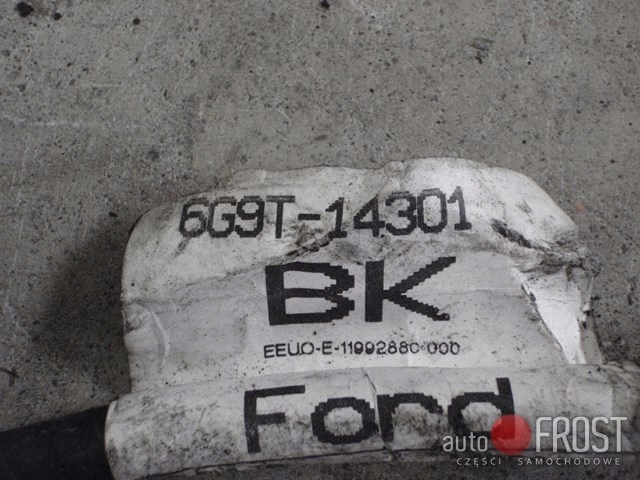 6G9T-14301
BK
EEUO-E-11992880-000
Ford
auto FROST
CZĘŚCI SAMOCHODOWE